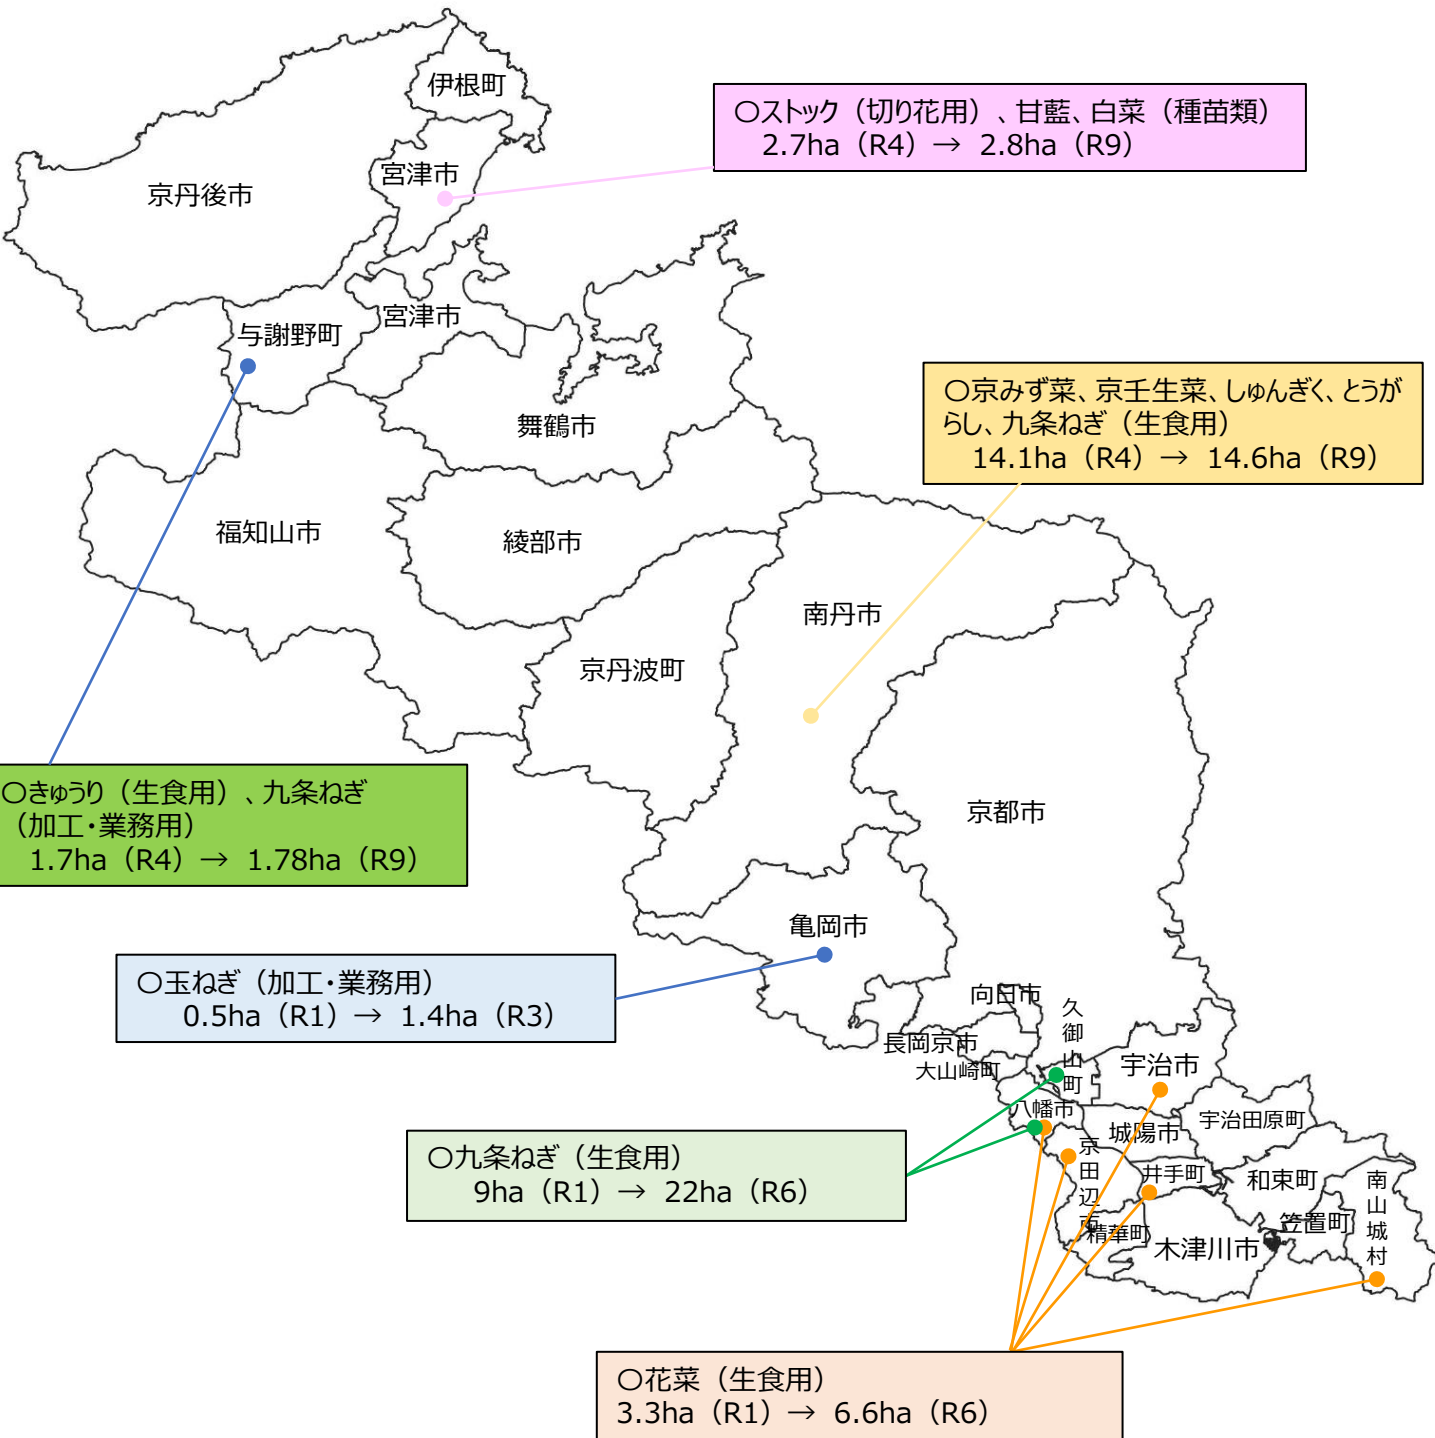 伊根町
〇ストック（切り花用）、甘藍、白菜（種苗類）
2.7ha（R4）→ 2.8ha（R9）
宮津市
京丹後市
宮津市
与謝野町
〇京みず菜、京壬生菜、しゅんぎく、とうが
らし、九条ねぎ（生食用）
14.1ha（R4）→ 14.6ha（R9）
舞鶴市
福知山市
綾部市
南丹市
京丹波町
〇きゅうり（生食用）、九条ねぎ
（加工・業務用）
1.7ha（R4）→ 1.78ha（R9）
京都市
亀岡市
〇玉ねぎ（加工・業務用）
0.5ha（R1）→ 1.4ha（R3）
向日市
久御山町
長岡京市
大山崎町
宇治市
八幡市
城陽市
宇治田原町
〇九条ねぎ（生食用）
9ha（R1）→ 22ha（R6）
京田辺市
井手町
和束町
南山城村
精華町
笠置町
木津川市
〇花菜（生食用）
3.3ha（R1）→ 6.6ha（R6）